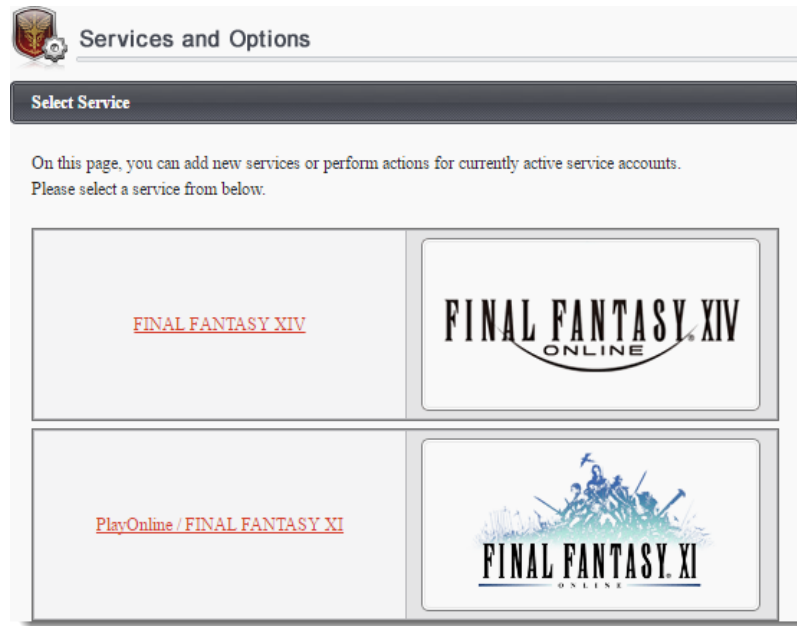 Services and Options
Select Service
On this page, you can add new services or perform actions for currently active service accounts.
Please select a service from below.
FINAL FANTASY XIV
FINAL FANTASY. XIV
ONLINE
PlayOnline / FINAL FANTASY XI
FINAL FANTASY. XI
ONLINE